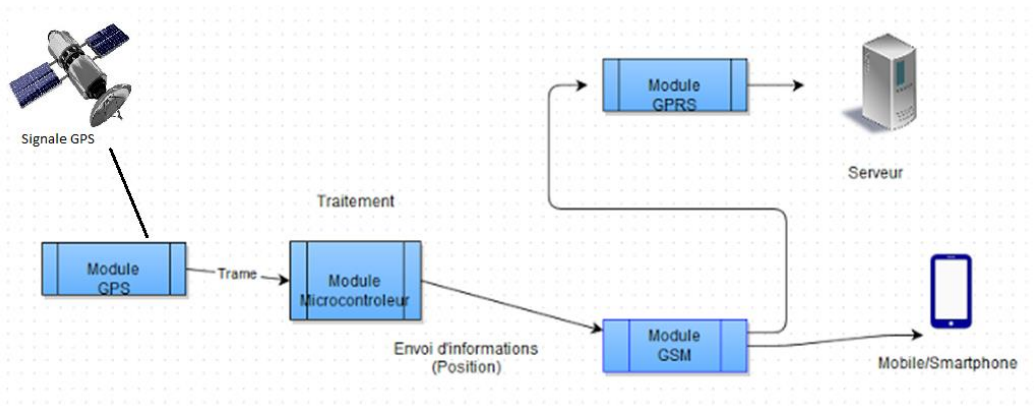 Module
GPRS
Signale GPS
Serveur
Traitement
Module
GPS
Trame
Module
Microcontroleur
Module
GSM
Envoi d'informations
(Position)
Mobile/Smartphone